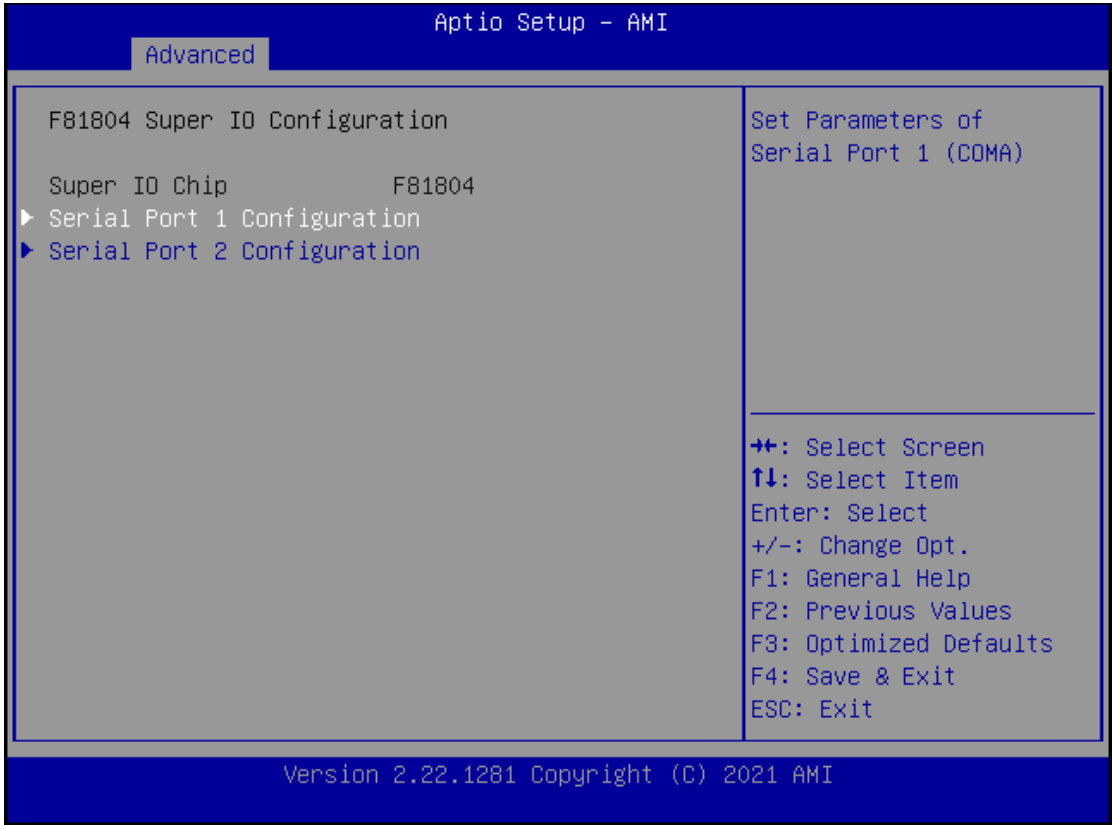 Aptio Setup – AMI
Advanced
F81804 Super IO Configuration
Super IO Chip F81804
▶ Serial Port 1 Configuration
▶ Serial Port 2 Configuration
Set Parameters of
Serial Port 1 (COMA)
→←: Select Screen
↑↓: Select Item
Enter: Select
+/-: Change Opt.
F1: General Help
F2: Previous Values
F3: Optimized Defaults
F4: Save & Exit
ESC: Exit
Version 2.22.1281 Copyright (C) 2021 AMI